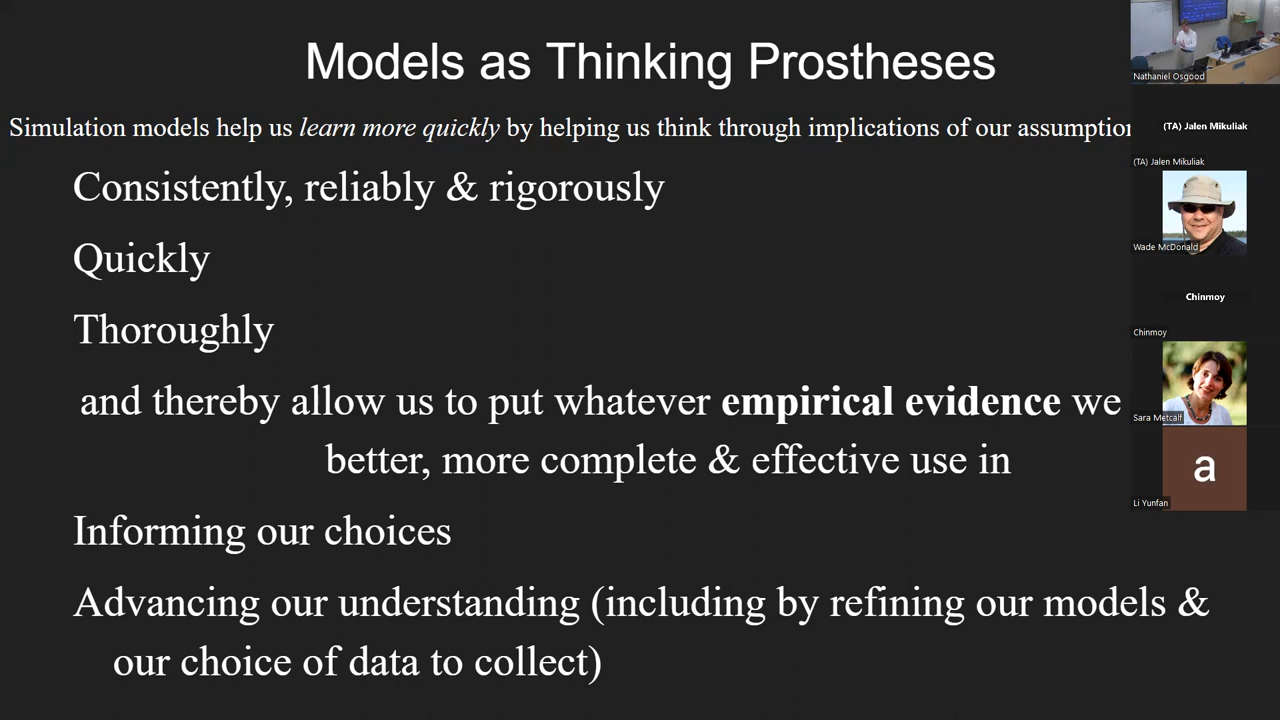 Models as Thinking Prostheses
Simulation models help us learn more quickly by helping us think through implications of our assumption
Consistently, reliably & rigorously
Quickly
Thoroughly
and thereby allow us to put whatever empirical evidence we
better, more complete & effective use in
Informing our choices
Advancing our understanding (including by refining our models &
our choice of data to collect)
Nathaniel Osgood
(TA) Jalen Mikuliak
(TA) Jalen Mikuliak
Wade McDonald
Chinmoy
Chinmoy
Sara Metcalf
a
Li Yunfan